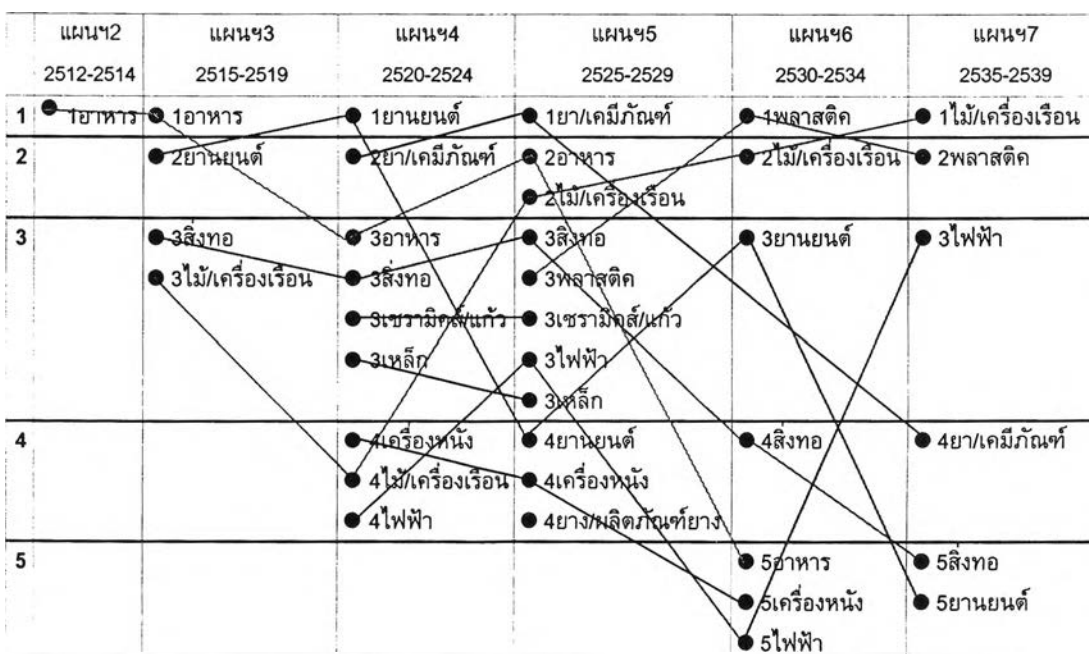 แผนฯ2 แผนฯ3 แผนฯ4 แผนฯ5 แผนฯ6 แผนฯ7
2512-2514 2515-2519 2520-2524 2525-2529 2530-2534 2535-2539
1 1อาหาร 1อาหาร 1ยานยนต์ 1ยา/เคมีภัณฑ์ 1พลาสติค 1ไม้/เครื่องเรือน
2 2ยานยนต์ 2ยา/เคมีภัณฑ์ 2อาหาร 2ไม้/เครื่องเรือน 2พลาสติค
2ไม้/เครื่องเรือน
3 3สิ่งทอ 3อาหาร 3สิ่งทอ 3ยานยนต์ 3ไฟฟ้า
3ไม้/เครื่องเรือน 3สิ่งทอ 3พลาสติค
3เซรามิคส์/แก้ว 3เซรามิคส์/แก้ว
3เหล็ก 3ไฟฟ้า
3เหล็ก
4 4เครื่องหนัง 4ยานยนต์ 4สิ่งทอ 4ยา/เคมีภัณฑ์
4ไม้/เครื่องเรือน 4เครื่องหนัง
4ไฟฟ้า 4ยาง/ผลิตภัณฑ์ยาง
5 5อาหาร 5สิ่งทอ
5เครื่องหนัง 5ยานยนต์
5ไฟฟ้า